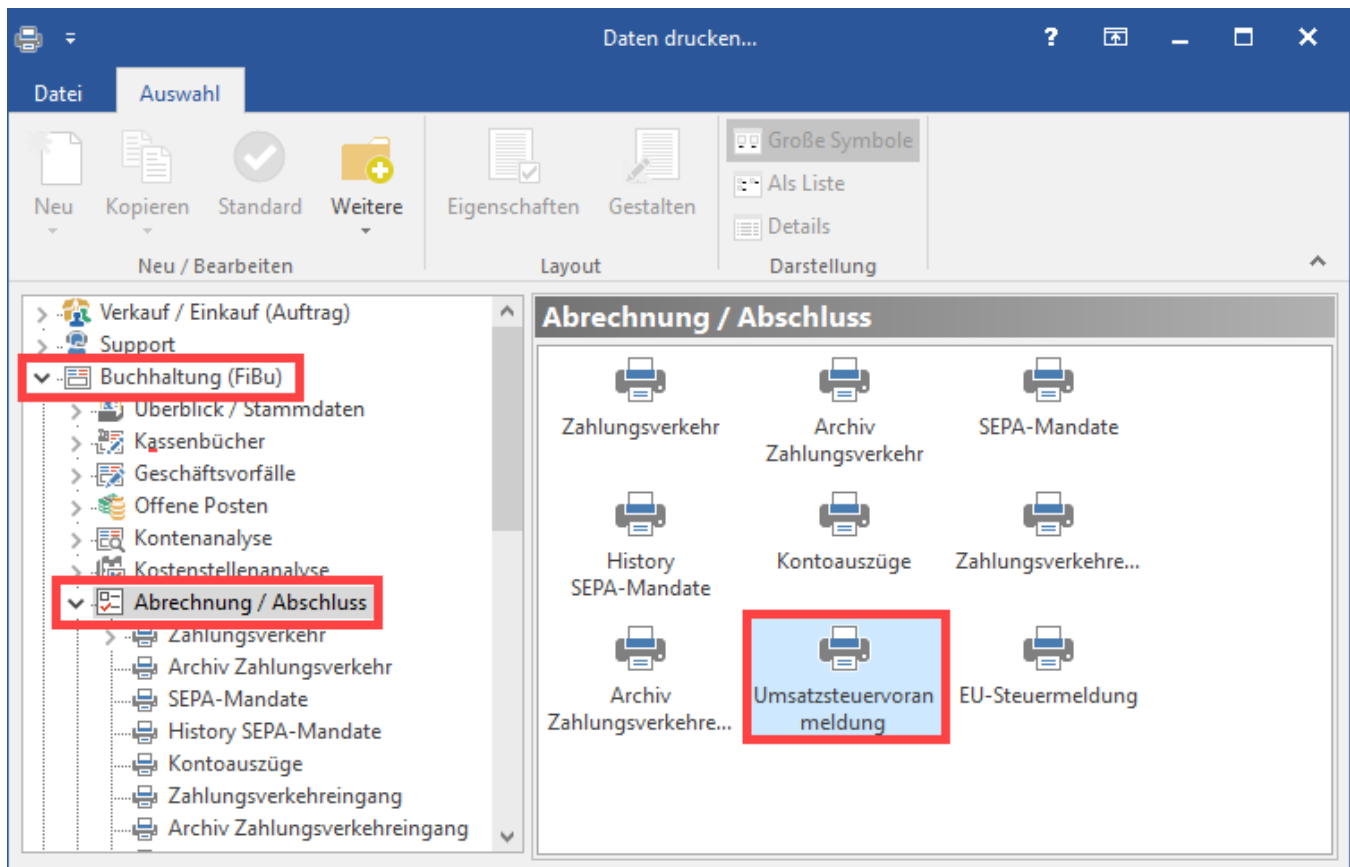 Daten drucken...
?
Datei
Auswahl
Neu
Kopieren
Standard
Weitere
Neu / Bearbeiten
Eigenschaften
Gestalten
Layout
Große Symbole
Als Liste
Details
Darstellung
Verkauf / Einkauf (Auftrag)
Support
Buchhaltung (FiBu)
Überblick / Stammdaten
Kassenbücher
Geschäftsvorfälle
Offene Posten
Kontenanalyse
Kostenstellenanalyse
Abrechnung / Abschluss
Zahlungsverkehr
Archiv Zahlungsverkehr
SEPA-Mandate
History SEPA-Mandate
Kontoauszüge
Zahlungsverkehreingang
Archiv Zahlungsverkehreingang
Abrechnung / Abschluss
Zahlungsverkehr
Archiv
Zahlungsverkehr
SEPA-Mandate
History
SEPA-Mandate
Kontoauszüge
Zahlungsverkehre...
Archiv
Zahlungsverkehre...
Umsatzsteuervoran
meldung
EU-Steuermeldung